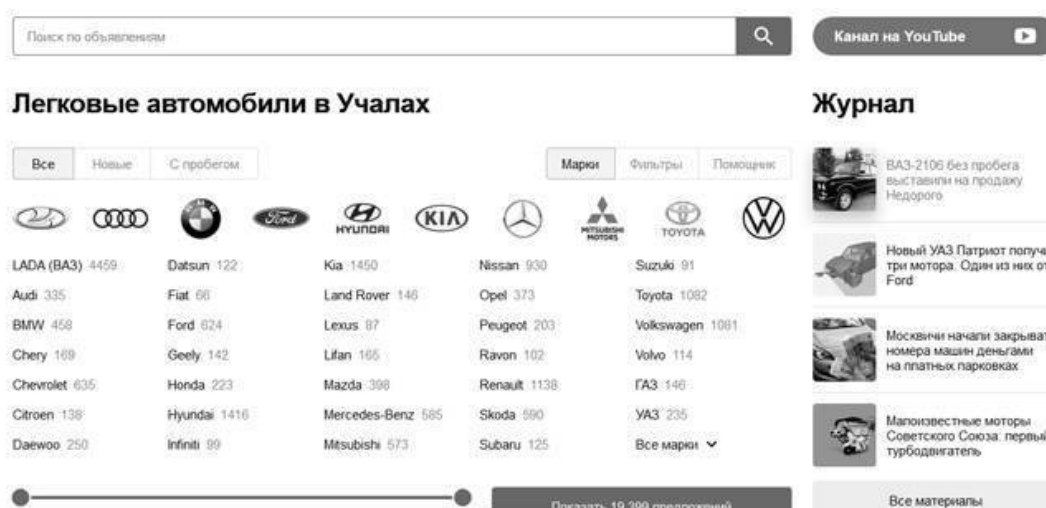 Поиск по объявлениям
Канал на YouTube
Легковые автомобили в Учалах
Журнал
Все Новые С пробегом
Марки Фильтры Помощник
BMW Ford HYUNDAI KIA MITSUBISHI MOTORS TOYOTA
LADA (ВАЗ) 4459 Datsun 122 Kia 1450 Nissan 930 Suzuki 91
Audi 335 Fiat 66 Land Rover 146 Opel 373 Toyota 1082
BMW 458 Ford 624 Lexus 87 Peugeot 203 Volkswagen 1081
Chery 169 Geely 142 Lifan 165 Ravon 102 Volvo 114
Chevrolet 635 Honda 223 Mazda 398 Renault 1138 ГАЗ 146
Citroen 138 Hyundai 1416 Mercedes-Benz 585 Skoda 590 УАЗ 235
Daewoo 250 Infiniti 99 Mitsubishi 573 Subaru 125 Все марки
Показать 19 399 предложений
ВАЗ-2106 без пробега
выставили на продажу
Недорого
Новый УАЗ Патриот получи
три мотора. Один из них от
Ford
Москвичи начали закрыват
номера машин деньгами
на платных парковках
Малоизвестные моторы
Советского Союза: первый
турбодвигатель
Все материалы